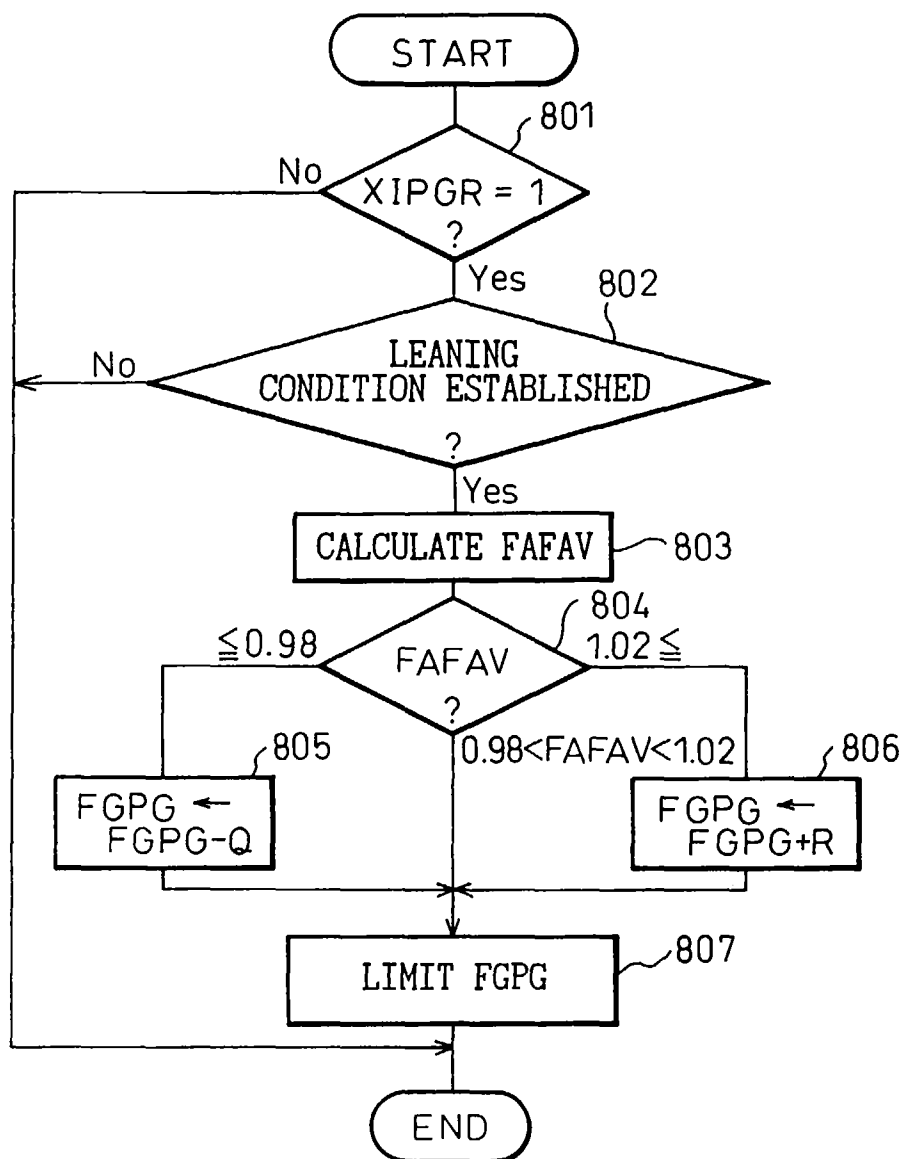 START
801
No
XIPGR = 1
?
Yes
802
No
LEANING
CONDITION ESTABLISHED
?
Yes
CALCULATE FAFAV
803
804
≦0.98
FAFAV
1.02≦
?
805
0.98<FAFAV<1.02
806
FGPG ←
FGPG-Q
FGPG ←
FGPG+R
LIMIT FGPG
807
END